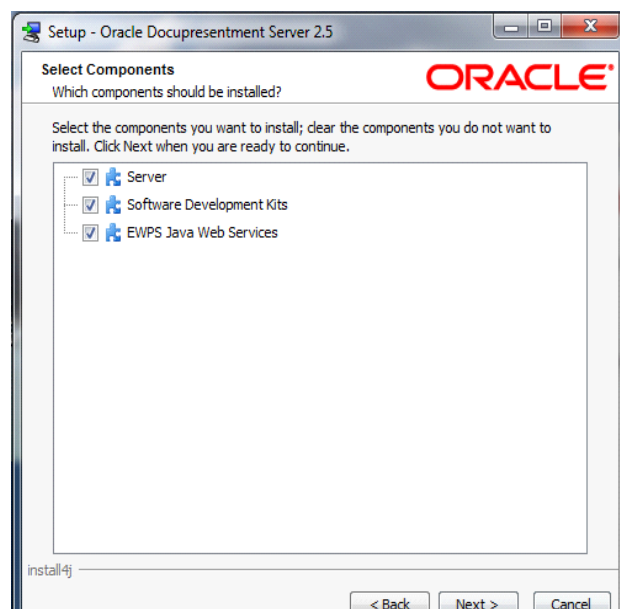 Setup - Oracle Docupresentment Server 2.5
Select Components
Which components should be installed?
ORACLE
Select the components you want to install; clear the components you do not want to
install. Click Next when you are ready to continue.
Server
Software Development Kits
EWPS Java Web Services
install4j
< Back Next > Cancel